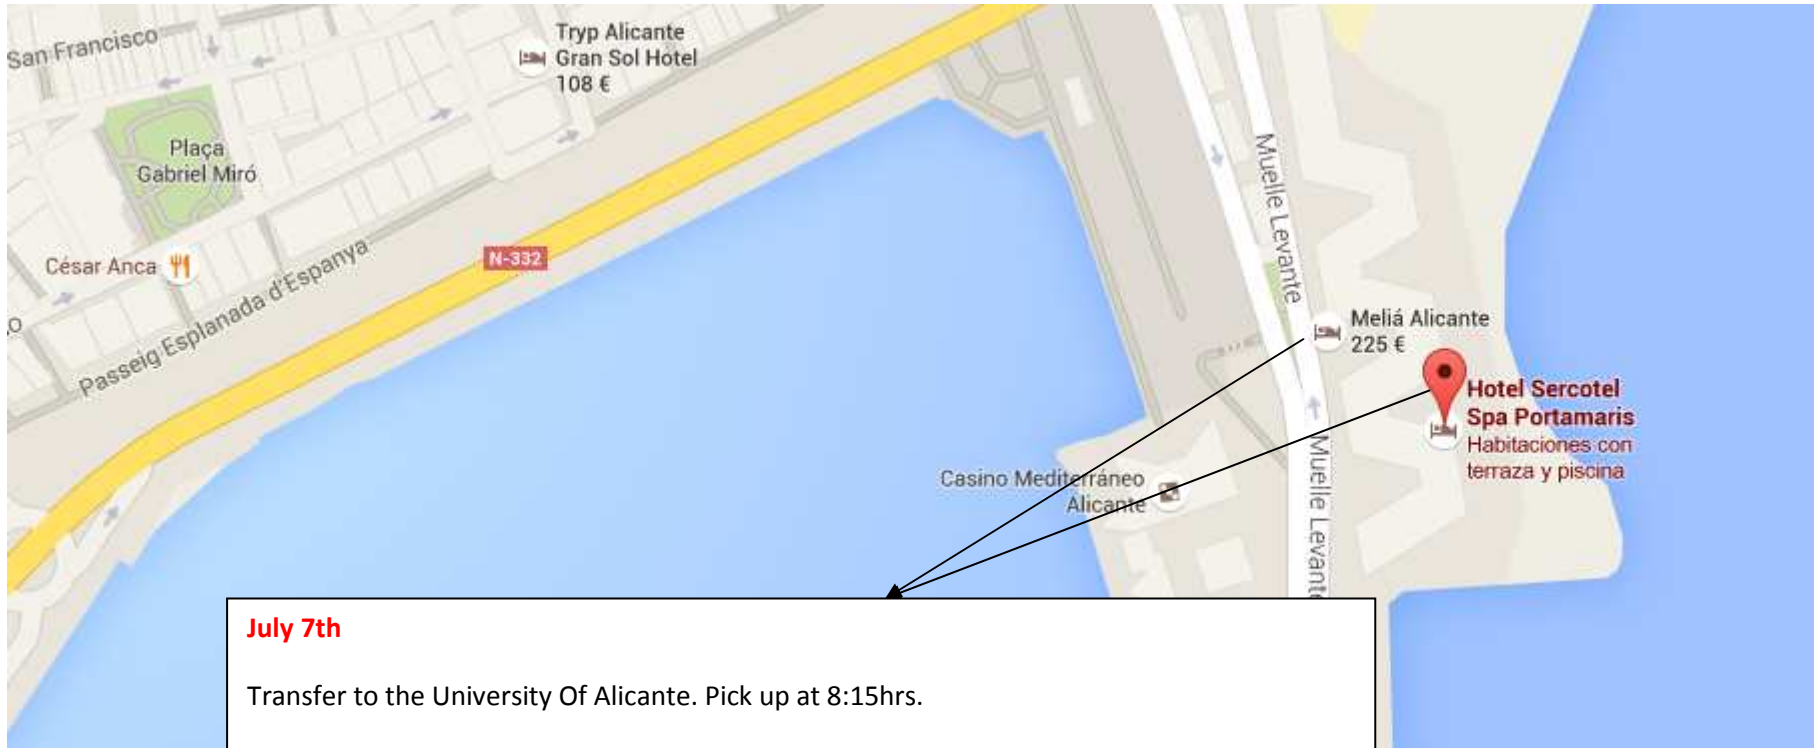 San Francisco
Tryp Alicante
Gran Sol Hotel
108 €
Plaça
Gabriel Miró
César Anca
Passeig Esplanada d'Espanya
N-332
Muelle Levante
Meliá Alicante
225 €
Hotel Sercotel
Spa Portamaris
Habitaciones con
terraza y piscina
Casino Mediterráneo
Alicante
Muelle Levante
July 7th
Transfer to the University Of Alicante. Pick up at 8:15hrs.